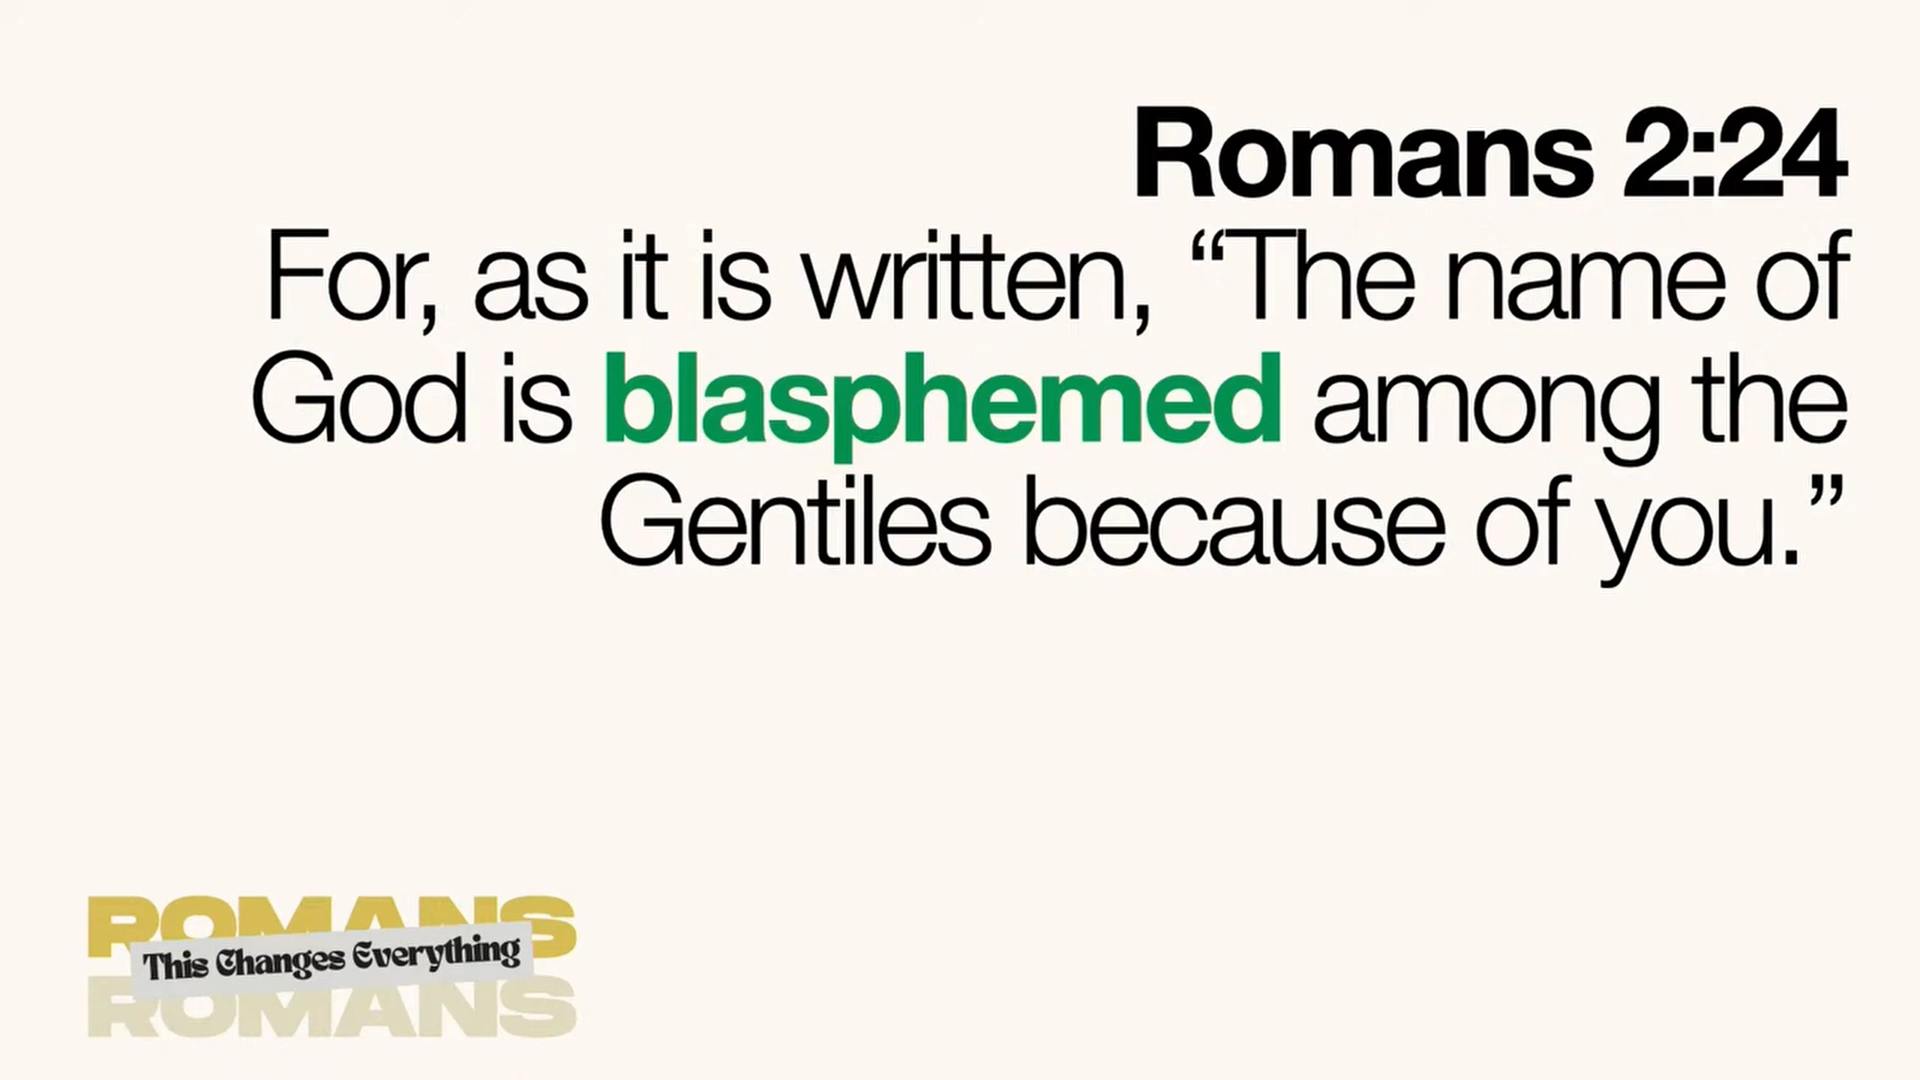 Romans 2:24
For, as it is written, “The name of
God is blasphemed among the
Gentiles because of you.”
ROMANS
This Changes Everything
ROMANS